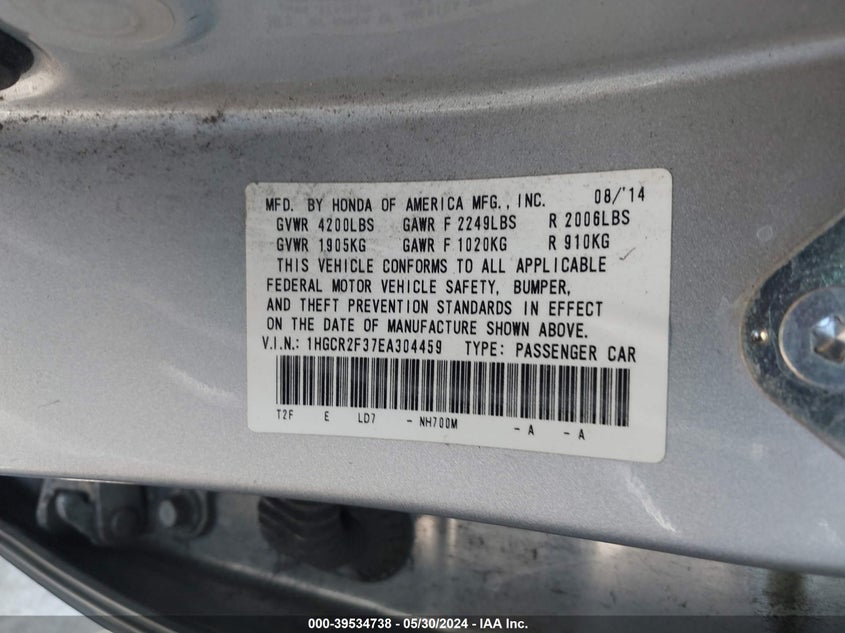 MFD. BY HONDA OF AMERICA MFG., INC. 08/'14
GVWR 4200LBS GAWR F 2249LBS R 2006LBS
GVWR 1905KG GAWR F 1020KG R 910KG
THIS VEHICLE CONFORMS TO ALL APPLICABLE
FEDERAL MOTOR VEHICLE SAFETY, BUMPER,
AND THEFT PREVENTION STANDARDS IN EFFECT
ON THE DATE OF MANUFACTURE SHOWN ABOVE.
V.I.N.: 1HGCR2F37EA304459 TYPE: PASSENGER CAR
T2F E LD7 - NH700M - A - A
000-39534738 - 05/30/2024 - IAA Inc.